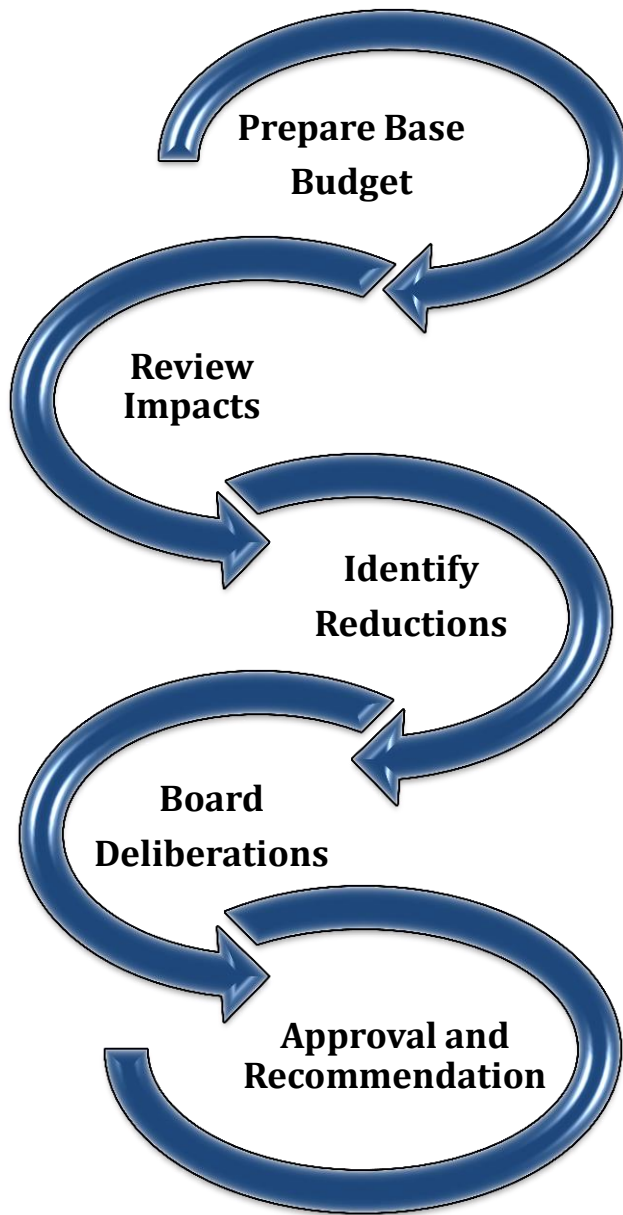 Prepare Base
Budget
Review
Impacts
Identify
Reductions
Board
Deliberations
Approval and
Recommendation